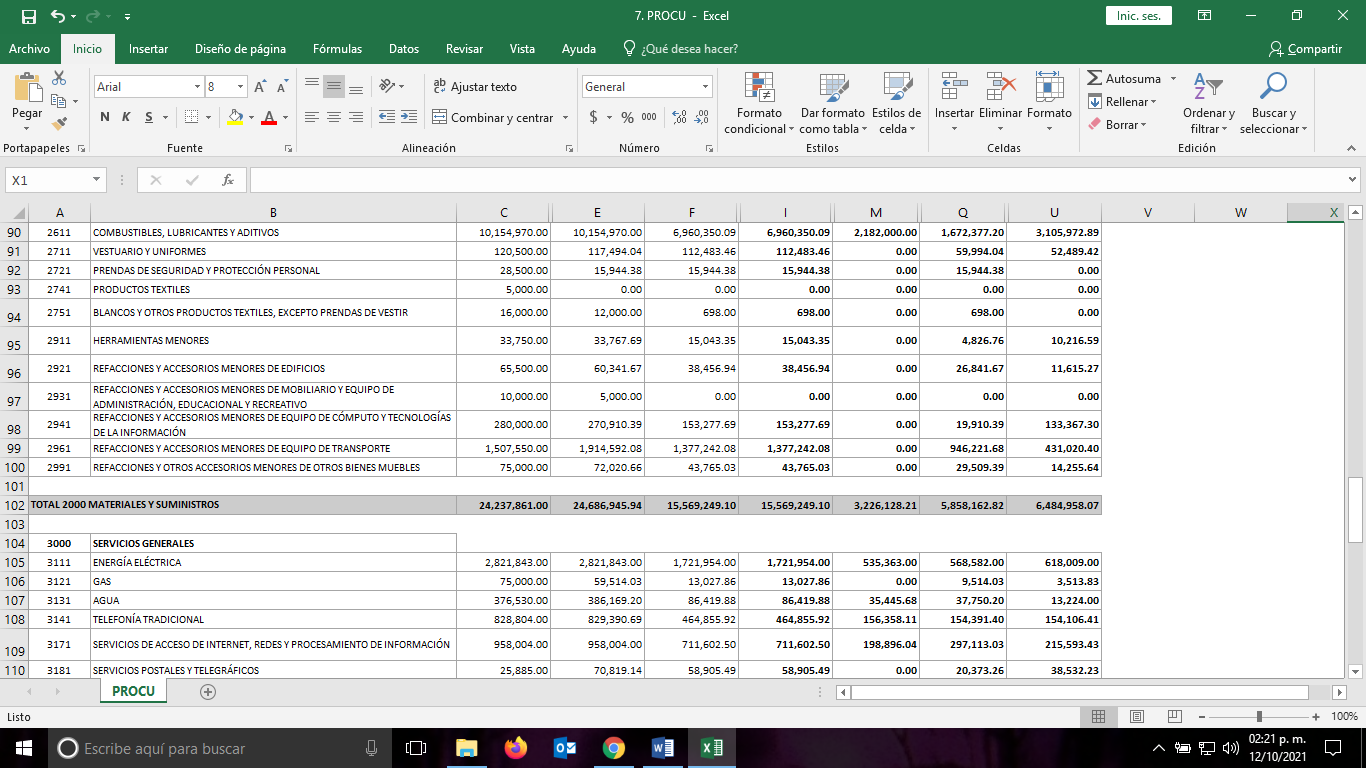 7. PROCU - Excel
Inic. ses.
Archivo Inicio Insertar Diseño de página Fórmulas Datos Revisar Vista Ayuda ¿Qué desea hacer? Compartir
Pegar
Portapapeles
Arial 8
N K S
Fuente
Ajustar texto
Combinar y centrar
Alineación
General
$ % 000
Número
Formato condicional
Dar formato como tabla
Estilos de celda
Estilos
Insertar Eliminar Formato
Celdas
Autosuma
Rellenar
Borrar
Ordenar y filtrar
Buscar y seleccionar
Edición
X1 fx
A B C E F I M Q U V W X
90 2611 COMBUSTIBLES, LUBRICANTES Y ADITIVOS 10,154,970.00 10,154,970.00 6,960,350.09 6,960,350.09 2,182,000.00 1,672,377.20 3,105,972.89
91 2711 VESTUARIO Y UNIFORMES 120,500.00 117,494.04 112,483.46 112,483.46 0.00 59,994.04 52,489.42
92 2721 PRENDAS DE SEGURIDAD Y PROTECCIÓN PERSONAL 28,500.00 15,944.38 15,944.38 15,944.38 0.00 15,944.38 0.00
93 2741 PRODUCTOS TEXTILES 5,000.00 0.00 0.00 0.00 0.00 0.00 0.00
94 2751 BLANCOS Y OTROS PRODUCTOS TEXTILES, EXCEPTO PRENDAS DE VESTIR 16,000.00 12,000.00 698.00 698.00 0.00 698.00 0.00
95 2911 HERRAMIENTAS MENORES 33,750.00 33,767.69 15,043.35 15,043.35 0.00 4,826.76 10,216.59
96 2921 REFACCIONES Y ACCESORIOS MENORES DE EDIFICIOS 65,500.00 60,341.67 38,456.94 38,456.94 0.00 26,841.67 11,615.27
97 2931 REFACCIONES Y ACCESORIOS MENORES DE MOBILIARIO Y EQUIPO DE
ADMINISTRACIÓN, EDUCACIONAL Y RECREATIVO 10,000.00 5,000.00 0.00 0.00 0.00 0.00 0.00
98 2941 REFACCIONES Y ACCESORIOS MENORES DE EQUIPO DE CÓMPUTO Y TECNOLOGÍAS
DE LA INFORMACIÓN 280,000.00 270,910.39 153,277.69 153,277.69 0.00 19,910.39 133,367.30
99 2961 REFACCIONES Y ACCESORIOS MENORES DE EQUIPO DE TRANSPORTE 1,507,550.00 1,914,592.08 1,377,242.08 1,377,242.08 0.00 946,221.68 431,020.40
100 2991 REFACCIONES Y OTROS ACCESORIOS MENORES DE OTROS BIENES MUEBLES 75,000.00 72,020.66 43,765.03 43,765.03 0.00 29,509.39 14,255.64
101
102 TOTAL 2000 MATERIALES Y SUMINISTROS 24,237,861.00 24,686,945.94 15,569,249.10 15,569,249.10 3,226,128.21 5,858,162.82 6,484,958.07
103
104 3000 SERVICIOS GENERALES
105 3111 ENERGÍA ELÉCTRICA 2,821,843.00 2,821,843.00 1,721,954.00 1,721,954.00 535,363.00 568,582.00 618,009.00
106 3121 GAS 75,000.00 59,514.03 13,027.86 13,027.86 0.00 9,514.03 3,513.83
107 3131 AGUA 376,530.00 386,169.20 86,419.88 86,419.88 35,445.68 37,750.20 13,224.00
108 3141 TELEFONÍA TRADICIONAL 828,804.00 829,390.69 464,855.92 464,855.92 156,358.11 154,391.40 154,106.41
109 3171 SERVICIOS DE ACCESO DE INTERNET, REDES Y PROCESAMIENTO DE INFORMACIÓN 958,004.00 958,004.00 711,602.50 711,602.50 198,896.04 297,113.03 215,593.43
110 3181 SERVICIOS POSTALES Y TELEGRÁFICOS 25,885.00 70,819.14 58,905.49 58,905.49 0.00 20,373.26 38,532.23
PROCU
Listo 100%
Escribe aquí para buscar
02:21 p. m.
12/10/2021